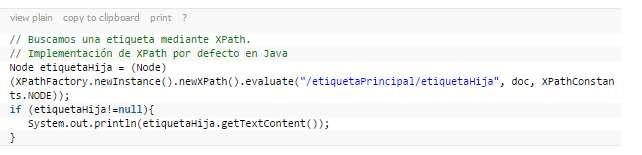 view plain copy to clipboard print ?
// Buscamos una etiqueta mediante XPath.
// Implementación de XPath por defecto en Java
Node etiquetaHija = (Node)
(XPathFactory.newInstance().newXPath().evaluate("/etiquetaPrincipal/etiquetaHija", doc, XPathConstan
ts.NODE));
if (etiquetaHija!=null){
   System.out.println(etiquetaHija.getTextContent());
}